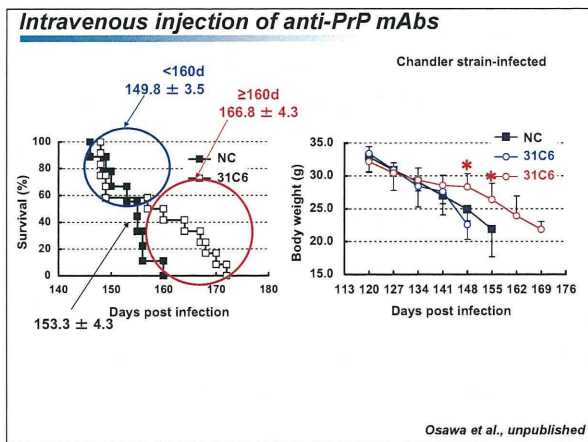 Intravenous injection of anti-PrP mAbs
<160d
149.8 ± 3.5
≥160d
166.8 ± 4.3
NC
31C6
100
80
60
40
20
0
Survival (%)
140 150 160 170 180
Days post infection
153.3 ± 4.3
Chandler strain-infected
NC
31C6
31C6
35.0
30.0
25.0
20.0
15.0
Body weight (g)
* *
113 120 127 134 141 148 155 162 169 176
Days post infection
Osawa et al., unpublished